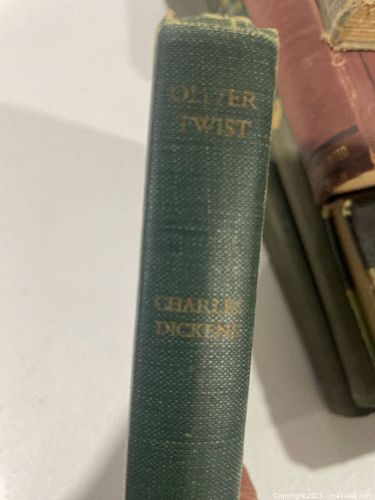 OLIVER
TWIST
CHARLES
DICKENS